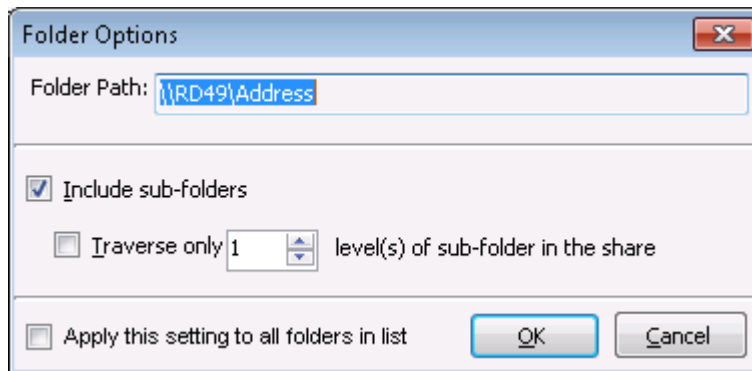 Folder Options
Folder Path: \\RD49\Address
Include sub-folders
Traverse only 1 level(s) of sub-folder in the share
Apply this setting to all folders in list OK Cancel